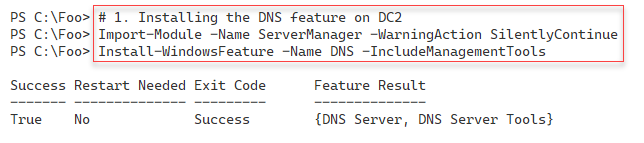 PS C:\Foo> # 1. Installing the DNS feature on DC2
PS C:\Foo> Import-Module -Name ServerManager -WarningAction SilentlyContinue
PS C:\Foo> Install-WindowsFeature -Name DNS -IncludeManagementTools
Success Restart Needed Exit Code      Feature Result
------- -------------- ---------      --------------
True    No             Success        {DNS Server, DNS Server Tools}